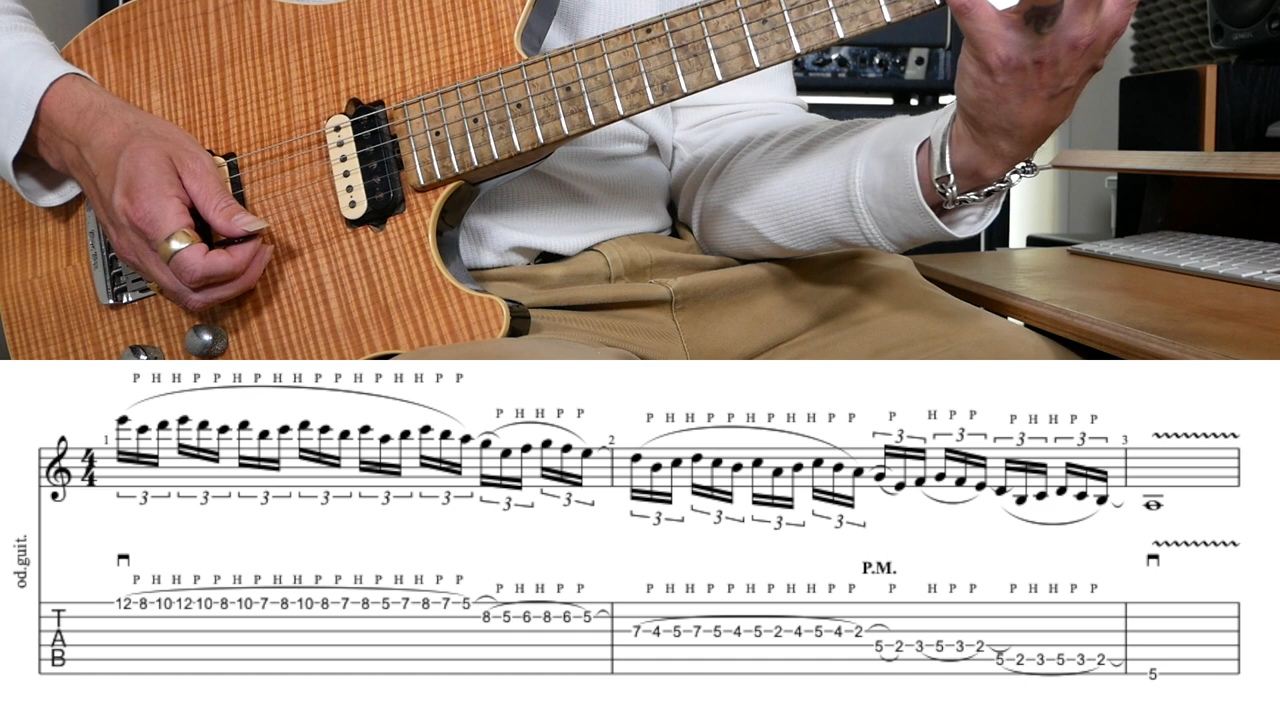 P H H P P H P H H P P H P H H P P
P H H P P
P H H P P H P H H P P
P H P P
P H H P P
1 2 3
4
4
3 3 3 3 3 3 3 3
3 3 3 3 3 3 3 3
od.guit.
P.M.
P H H P P H P H H P P H P H H P P
P H H P P
P H H P P H P H H P P
P H P P
P H H P P
T
A
B
12 8 10 12 10 8 10 7 8 10 8 7 8 5 7 8 7 5
8 5 6 8 6 5
7 4 5 7 5 4 5 2 4 5 4 2
5 2 3 5 3 2
5 2 3 5 3 2
5